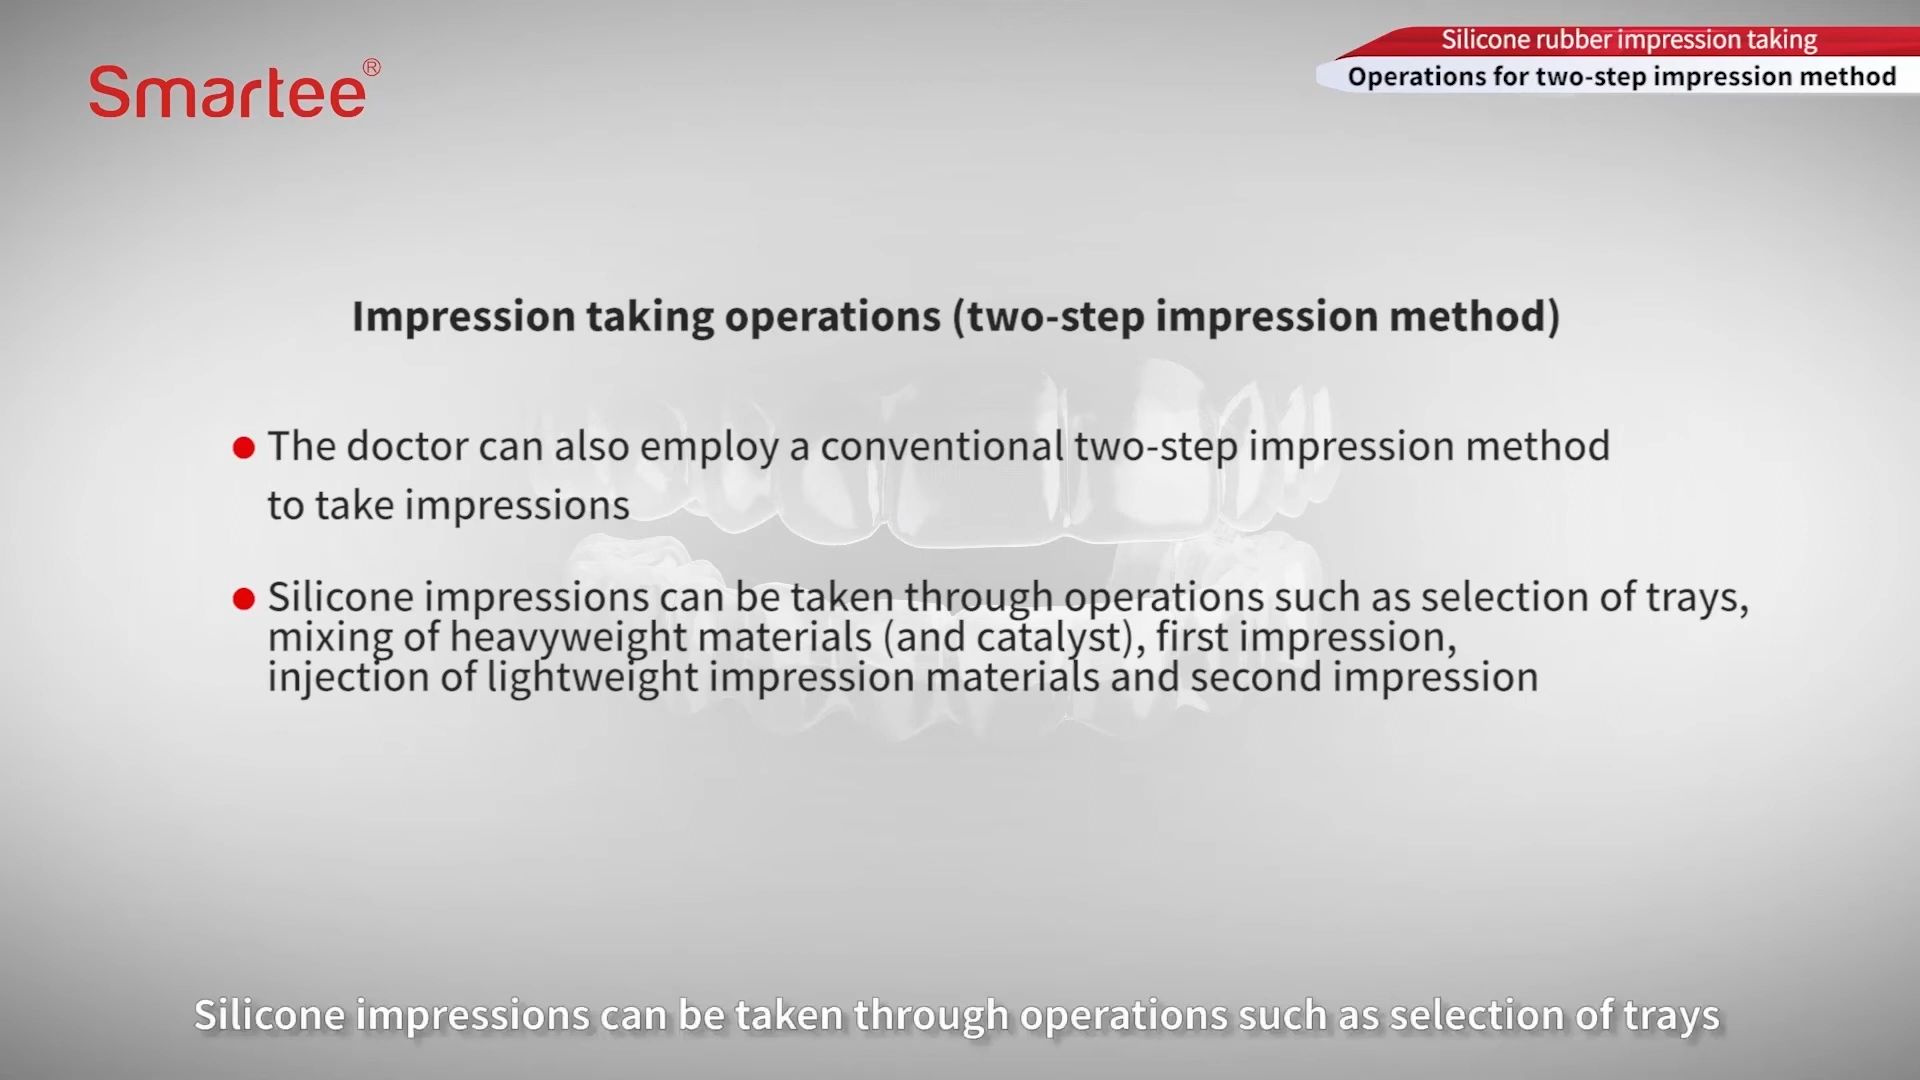 Smartee®
Silicone rubber impression taking
Operations for two-step impression method
Impression taking operations (two-step impression method)
The doctor can also employ a conventional two-step impression method
to take impressions
Silicone impressions can be taken through operations such as selection of trays,
mixing of heavyweight materials (and catalyst), first impression,
injection of lightweight impression materials and second impression
Silicone impressions can be taken through operations such as selection of trays